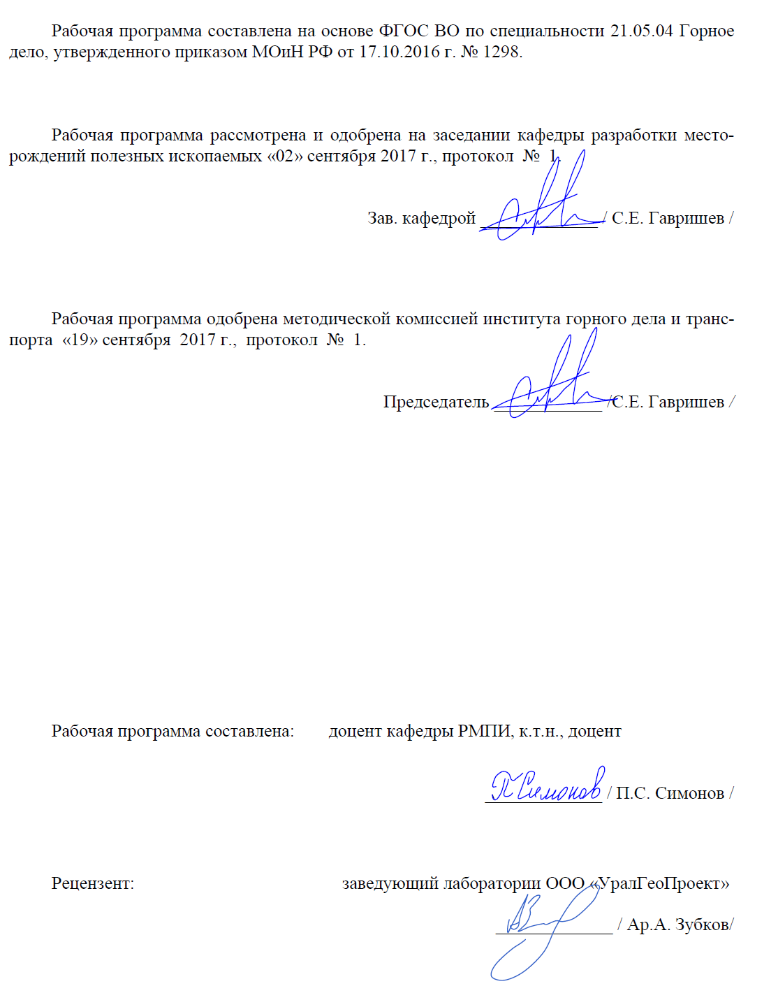 Рабочая программа составлена на основе ФГОС ВО по специальности 21.05.04 Горное
дело, утвержденного приказом МОиН РФ от 17.10.2016 г. № 1298.
Рабочая программа рассмотрена и одобрена на заседании кафедры разработки место-
рождений полезных ископаемых «02» сентября 2017 г., протокол № 1.
Зав. кафедрой ____________ / С.Е. Гавришев /
Рабочая программа одобрена методической комиссией института горного дела и транс-
порта «19» сентября 2017 г., протокол № 1.
Председатель ____________ /С.Е. Гавришев /
Рабочая программа составлена: доцент кафедры РМПИ, к.т.н., доцент
П Симонов / П.С. Симонов /
Рецензент: заведующий лаборатории ООО «УралГеоПроект»
____________ / Ар.А. Зубков/